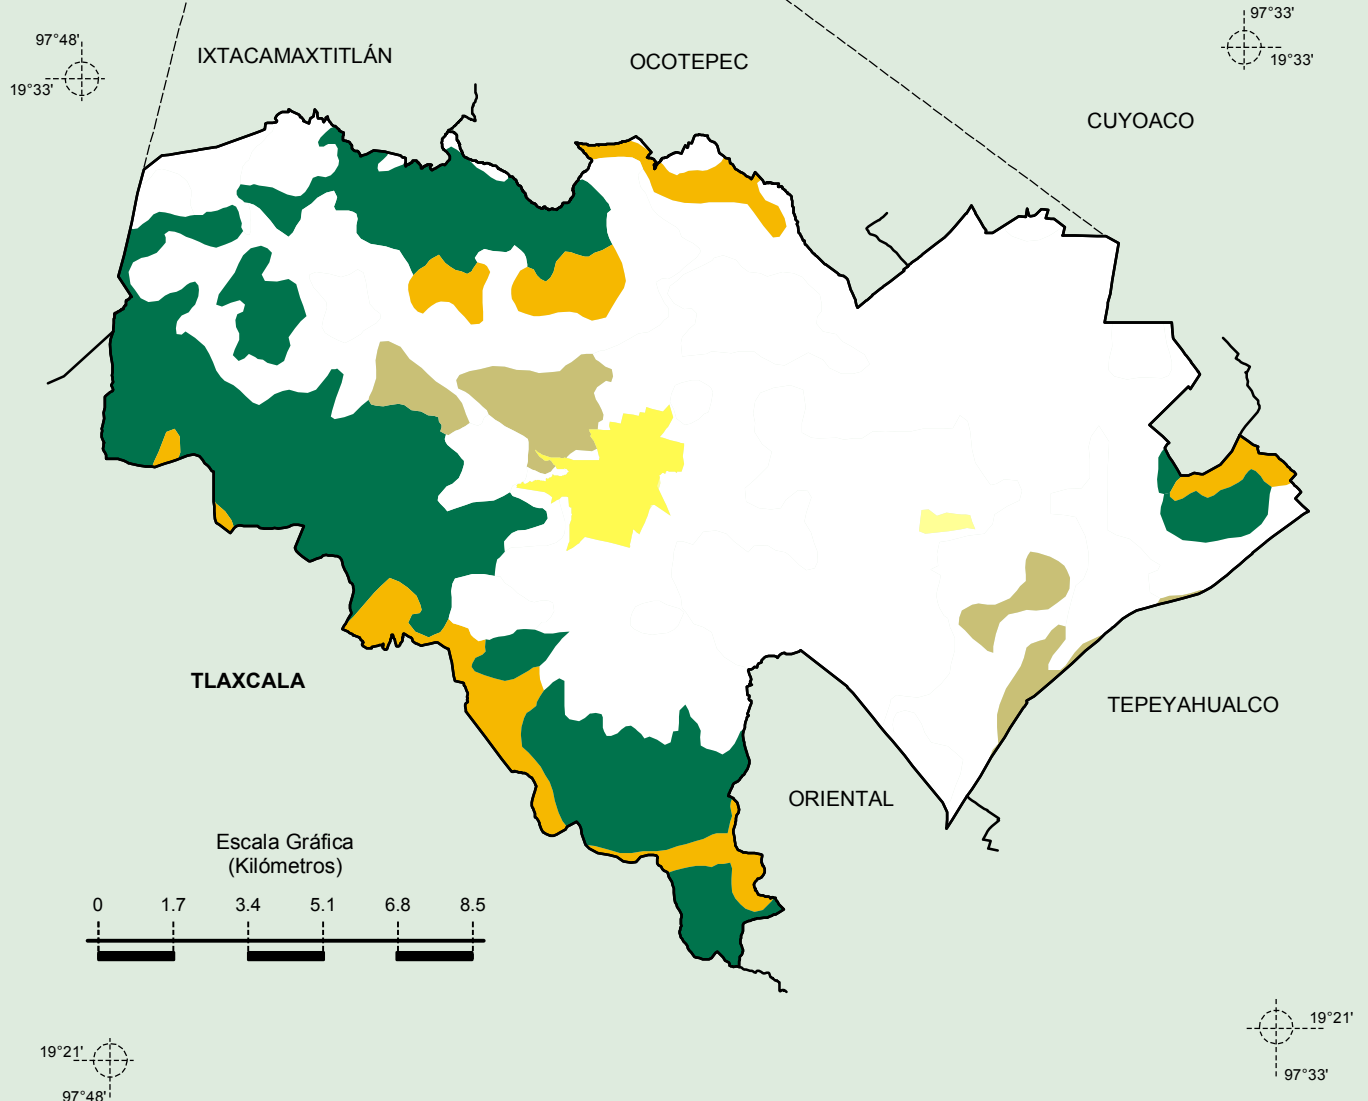 97°33'
97°48'
IXTACAMAXTITLÁN
OCOTEPEC
19°33'
19°33'
CUYOACO
TLAXCALA
TEPEYAHUALCO
ORIENTAL
Escala Gráfica
(Kilómetros)
0 1.7 3.4 5.1 6.8 8.5
19°21'
19°21'
97°33'
97°48'